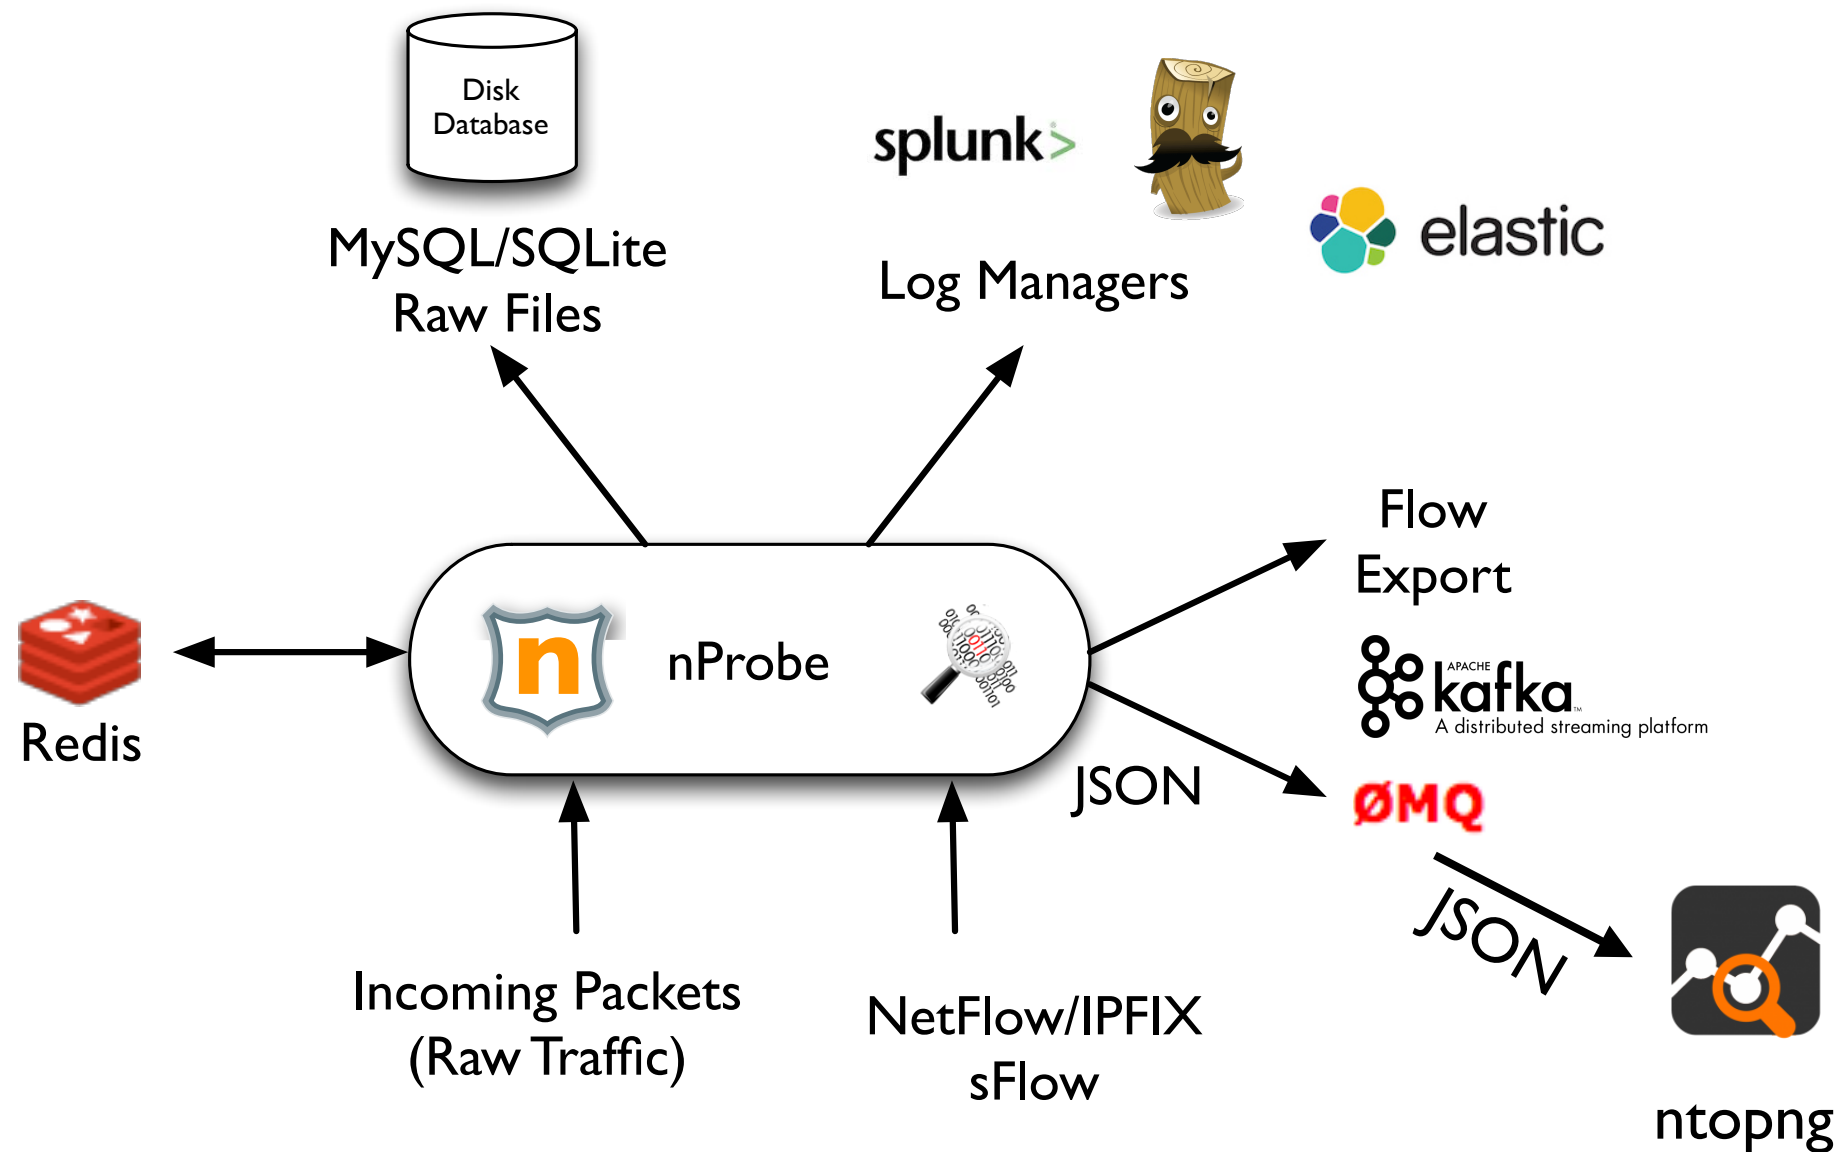 Disk
Database
MySQL/SQLite
Raw Files
splunk>
elastic
Log Managers
Flow
Export
APACHE
kafka™
A distributed streaming platform
n
nProbe
Redis
JSON
ØMQ
JSON
Incoming Packets
(Raw Traffic)
NetFlow/IPFIX
sFlow
ntopng